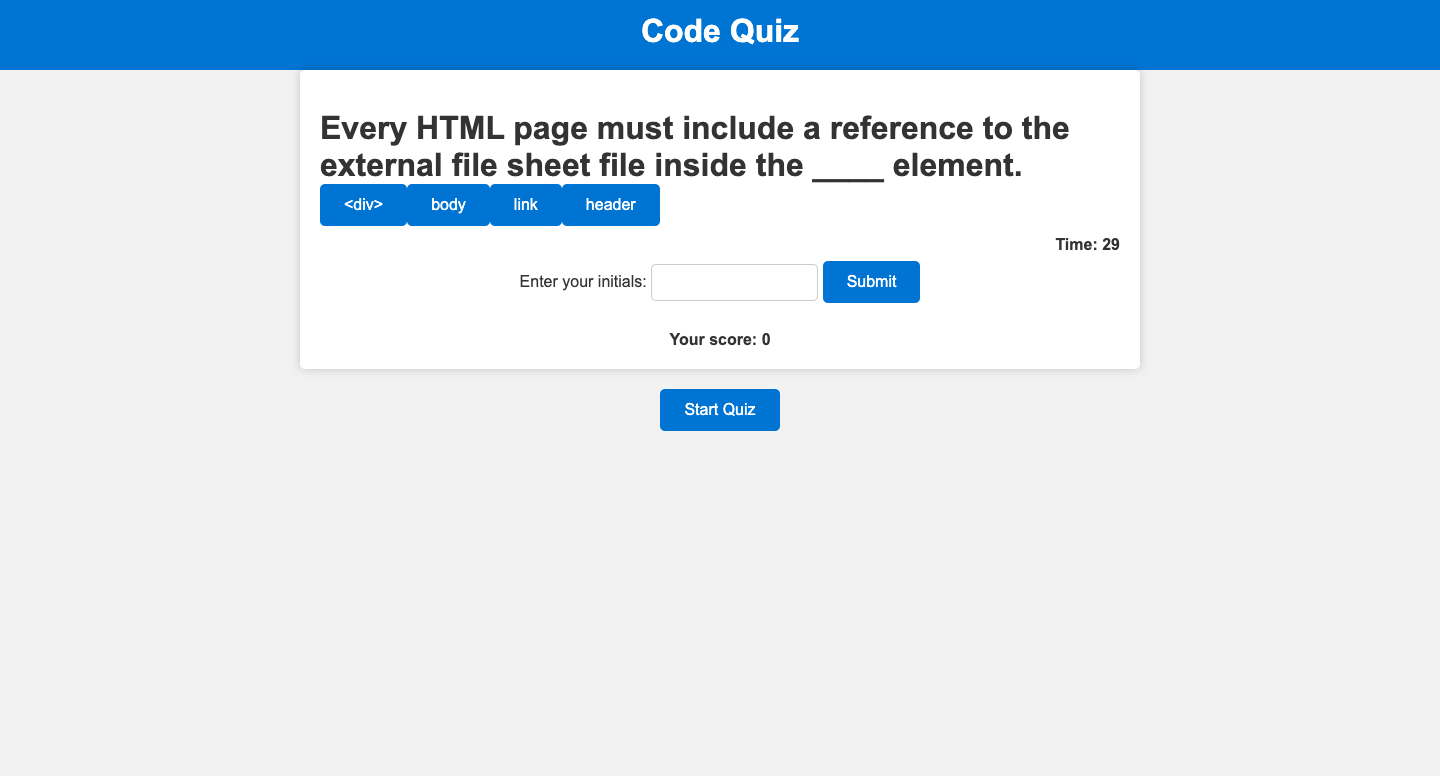 Code Quiz
Every HTML page must include a reference to the
external file sheet file inside the ____ element.
<div> body link header
Time: 29
Enter your initials: Submit
Your score: 0
Start Quiz